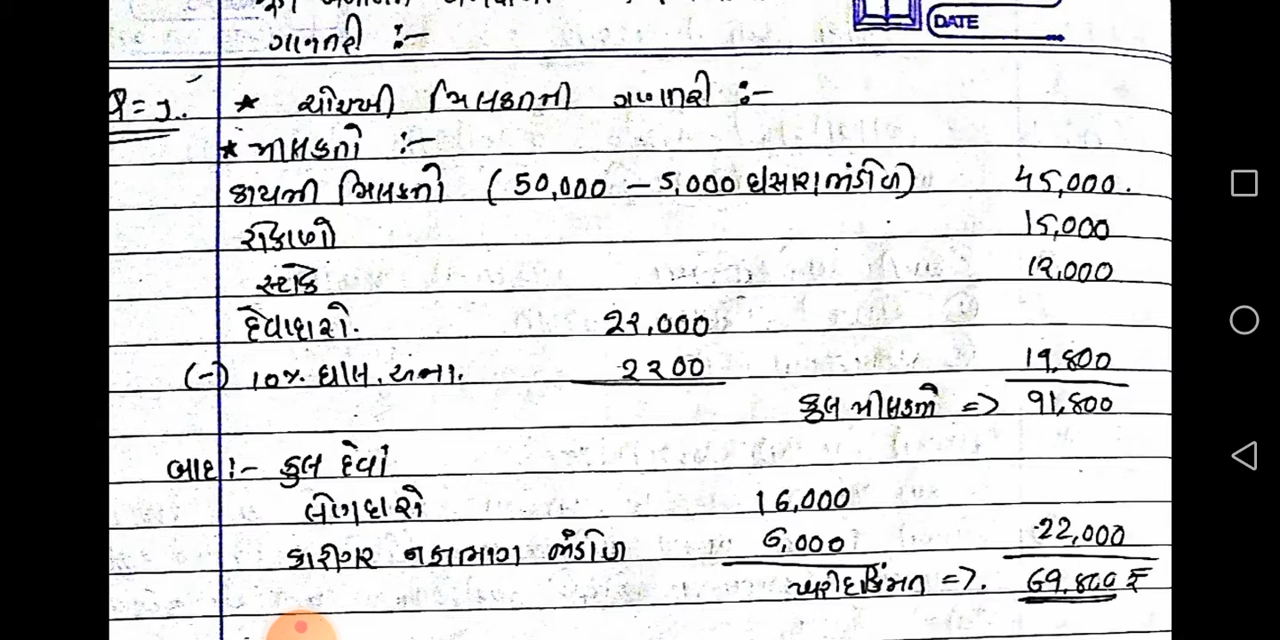 ગણતરી :-
DATE
પ્ર = ૧.
* ચોખ્ખી મિલકતની ગણતરી :-
* મીલકતો :-
કાયમી મિલકતો (50,000 - 5,000 ઘસારાભંડોળ) 45,000.
રોકાણો 15,000
સ્ટોક 12,000
દેવાદારો. 22,000
(-) 10% ઘાલ. અના. 2200 19,800
કુલ મીલકતો => 91,800
બાદ :- કુલ દેવાં
લેણદારો 16,000
કારીગર નફાભાગ ભંડોળ 6,000 22,000
ખરીદકિંમત =>. 69,800 ₹